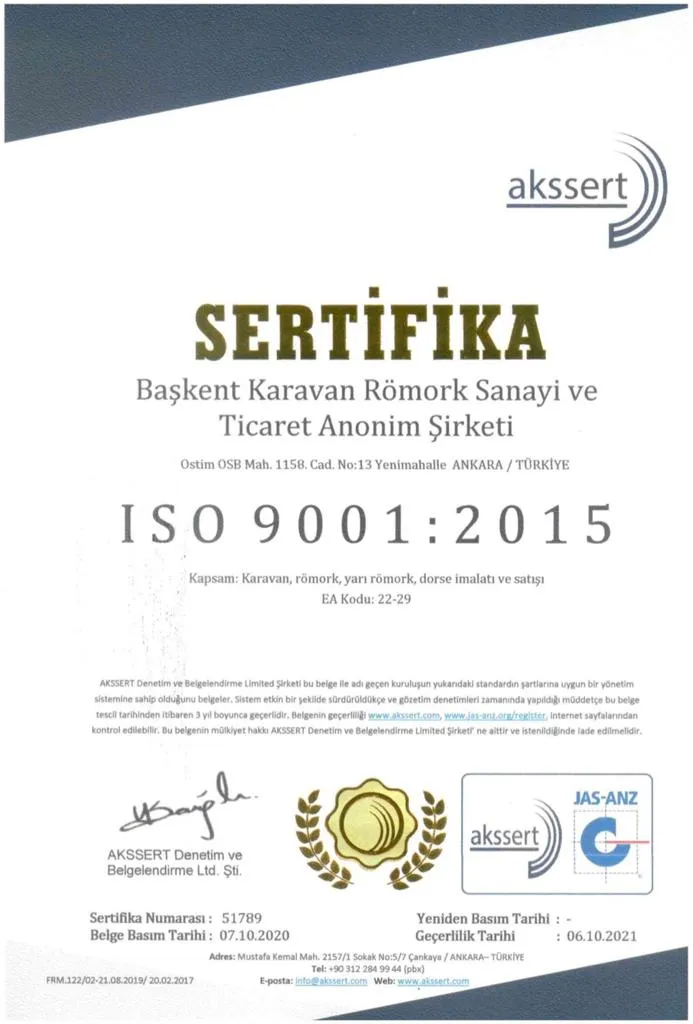 akssert
SERTİFİKA
Başkent Karavan Römork Sanayi ve
Ticaret Anonim Şirketi
Ostim OSB Mah. 1158. Cad. No:13 Yenimahalle ANKARA / TÜRKİYE
ISO 9001:2015
Kapsam: Karavan, römork, yarı römork, dorse imalatı ve satışı
EA Kodu: 22-29
AKSSERT Denetim ve Belgelendirme Limited Şirketi bu belge ile adı geçen kuruluşun yukarıdaki standardın şartlarına uygun bir yönetim
sistemine sahip olduğunu belgeler. Sistem etkin bir şekilde sürdürüldükçe ve gözetim denetimleri zamanında yapıldığı müddetçe bu belge
tescil tarihinden itibaren 3 yıl boyunca geçerlidir. Belgenin geçerliliği www.akssert.com, www.jas-anz.org/register, internet sayfalarından
kontrol edilebilir. Bu belgenin mülkiyet hakkı AKSSERT Denetim ve Belgelendirme Limited Şirketi' ne aittir ve istenildiğinde iade edilmelidir.
AKSSERT Denetim ve
Belgelendirme Ltd. Şti.
akssert
JAS-ANZ
Sertifika Numarası : 51789
Belge Basım Tarihi : 07.10.2020
Yeniden Basım Tarihi : -
Geçerlilik Tarihi : 06.10.2021
Adres: Mustafa Kemal Mah. 2157/1 Sokak No:5/7 Çankaya / ANKARA– TÜRKİYE
Tel: +90 312 284 99 44 (pbx)
FRM.122/02-21.08.2019/ 20.02.2017
E-posta: info@akssert.com Web: www.akssert.com